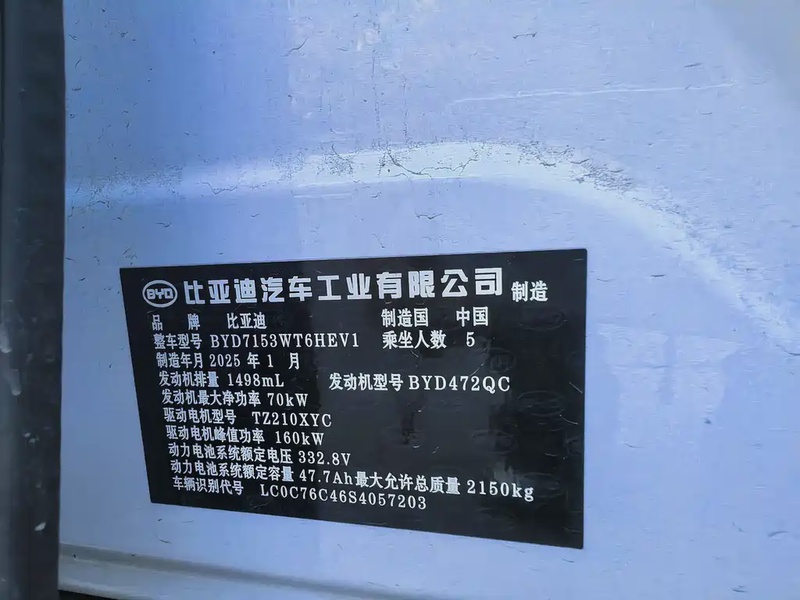 BYD 比亚迪汽车工业有限公司 制造
品 牌 比亚迪 制造国 中国
整车型号 BYD7153WT6HEV1 乘坐人数 5
制造年月 2025 年 1 月
发动机排量 1498mL 发动机型号 BYD472QC
发动机最大净功率 70kW
驱动电机型号 TZ210XYC
驱动电机峰值功率 160kW
动力电池系统额定电压 332.8V
动力电池系统额定容量 47.7Ah 最大允许总质量 2150kg
车辆识别代号 LC0C76C46S4057203